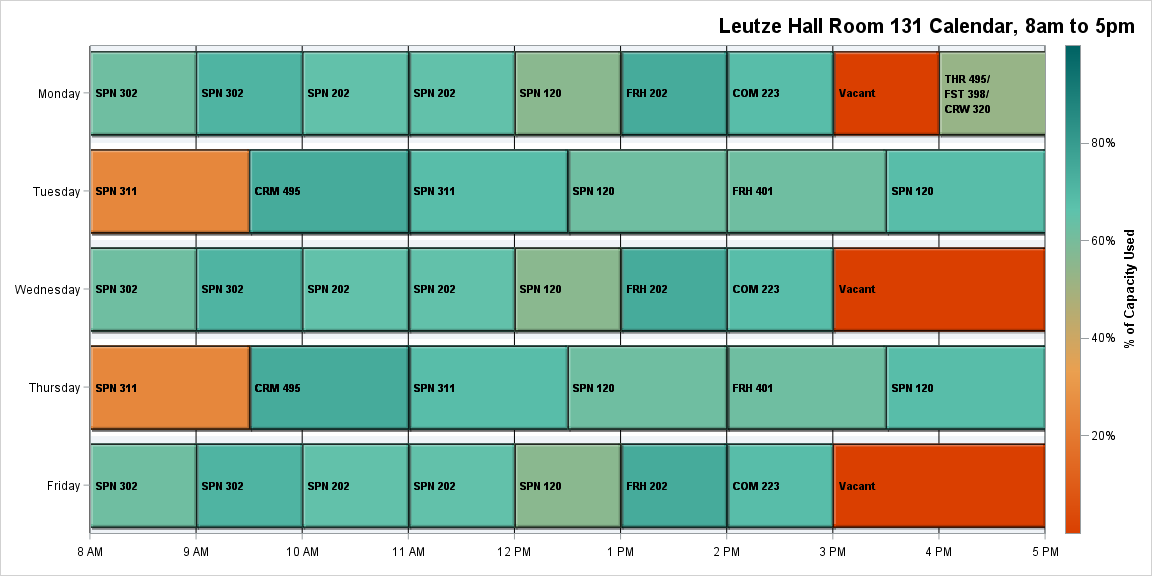 Leutze Hall Room 131 Calendar, 8am to 5pm
Monday
SPN 302
SPN 302
SPN 202
SPN 202
SPN 120
FRH 202
COM 223
Vacant
THR 495/
FST 398/
CRW 320
Tuesday
SPN 311
CRM 495
SPN 311
SPN 120
FRH 401
SPN 120
Wednesday
SPN 302
SPN 302
SPN 202
SPN 202
SPN 120
FRH 202
COM 223
Vacant
Thursday
SPN 311
CRM 495
SPN 311
SPN 120
FRH 401
SPN 120
Friday
SPN 302
SPN 302
SPN 202
SPN 202
SPN 120
FRH 202
COM 223
Vacant
8 AM
9 AM
10 AM
11 AM
12 PM
1 PM
2 PM
3 PM
4 PM
5 PM
80%
60%
40%
20%
% of Capacity Used